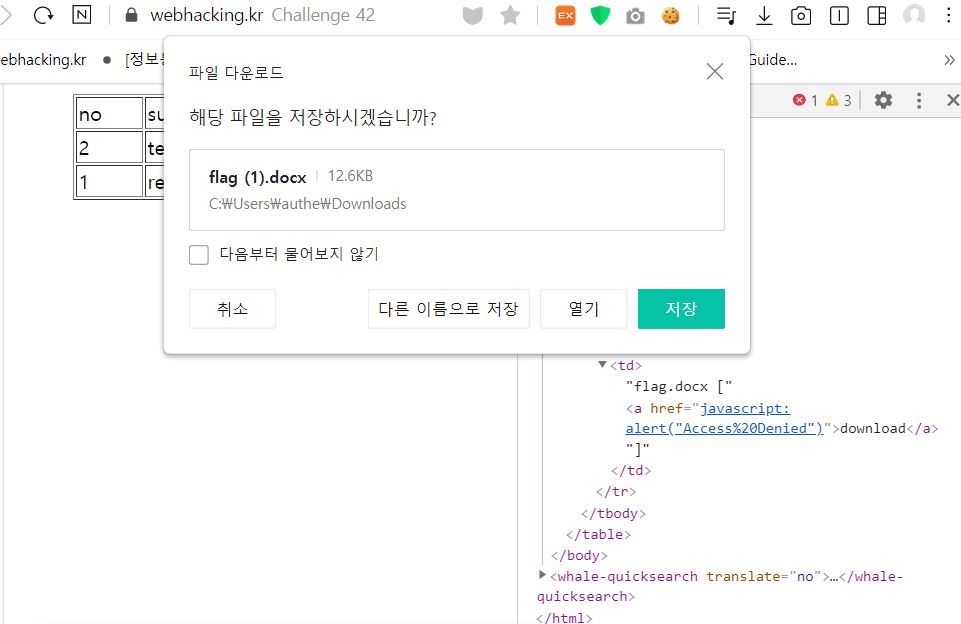 webhacking.kr Challenge 42
EX
ebhacking.kr
Guide...
파일 다운로드
해당 파일을 저장하시겠습니까?
flag (1).docx | 12.6KB
C:₩Users₩authe₩Downloads
다음부터 물어보지 않기
취소
다른 이름으로 저장
열기
저장
1 3
no su
2 te
1 re
<td>
"flag.docx ["
<a href="javascript:
alert("Access%20Denied")">download</a>
"]"
</td>
</tr>
</tbody>
</table>
</body>
<whale-quicksearch translate="no">…</whale-
quicksearch>
</html>